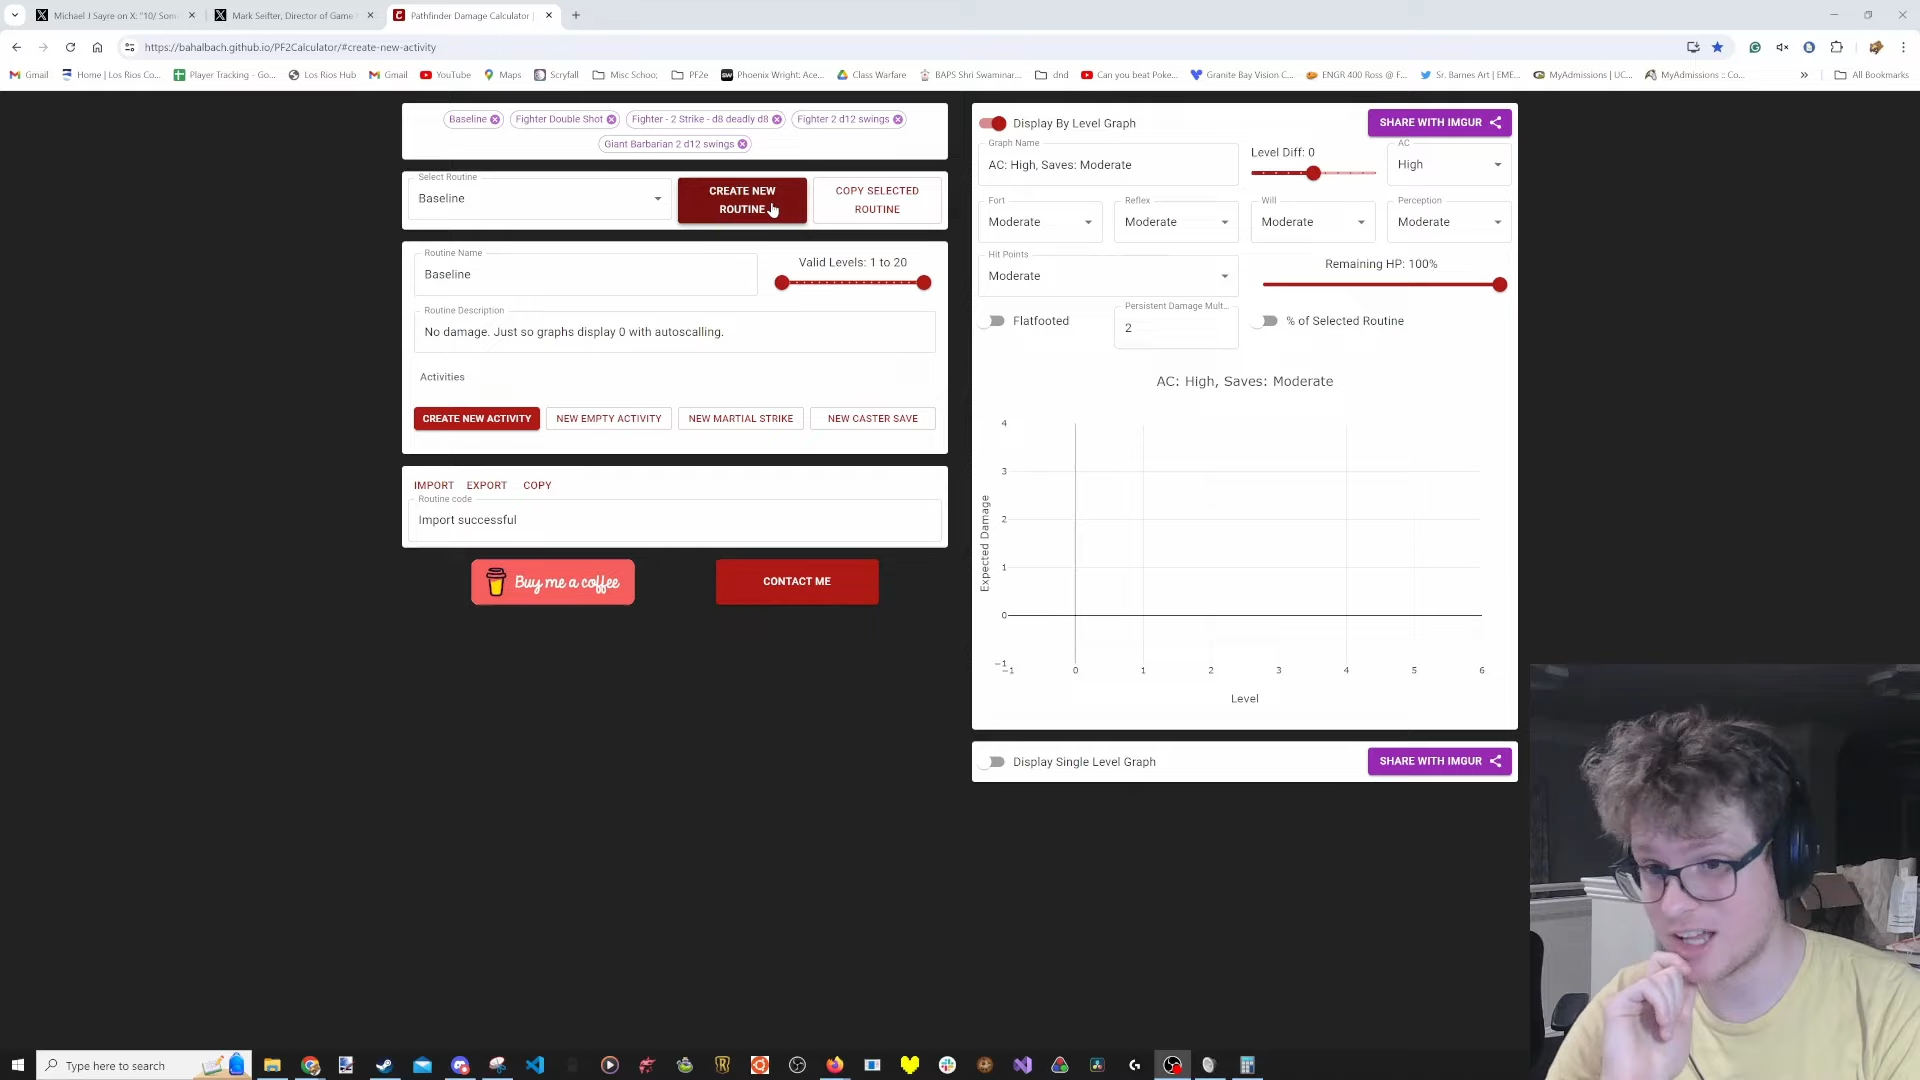 Michael J Sayre on X: "10/ Som
Mark Seifter, Director of Game
Pathfinder Damage Calculator |
https://bahalbach.github.io/PF2Calculator/#create-new-activity
Gmail
Home | Los Rios Co...
Player Tracking - Go...
Los Rios Hub
Gmail
YouTube
Maps
Scryfall
Misc Schoo;
PF2e
Phoenix Wright: Ace...
Class Warfare
BAPS Shri Swaminar...
dnd
Can you beat Poke...
Granite Bay Vision C...
ENGR 400 Ross @ F...
Sr. Barnes Art | EME...
MyAdmissions :: UC...
MyAdmissions :: Co...
All Bookmarks
Baseline
Fighter Double Shot
Fighter - 2 Strike - d8 deadly d8
Fighter 2 d12 swings
Giant Barbarian 2 d12 swings
Select Routine
Baseline
CREATE NEW
ROUTINE
COPY SELECTED
ROUTINE
Routine Name
Baseline
Valid Levels: 1 to 20
Routine Description
No damage. Just so graphs display 0 with autoscalling.
Activities
CREATE NEW ACTIVITY
NEW EMPTY ACTIVITY
NEW MARTIAL STRIKE
NEW CASTER SAVE
IMPORT
EXPORT
COPY
Routine code
Import successful
Buy me a coffee
CONTACT ME
Display By Level Graph
SHARE WITH IMGUR
Graph Name
AC: High, Saves: Moderate
Level Diff: 0
AC
High
Fort
Moderate
Reflex
Moderate
Will
Moderate
Perception
Moderate
Hit Points
Moderate
Remaining HP: 100%
Flatfooted
Persistent Damage Mult...
2
% of Selected Routine
AC: High, Saves: Moderate
4
3
2
1
0
−1
Expected Damage
−1
0
1
2
3
4
5
6
Level
Display Single Level Graph
SHARE WITH IMGUR
Type here to search